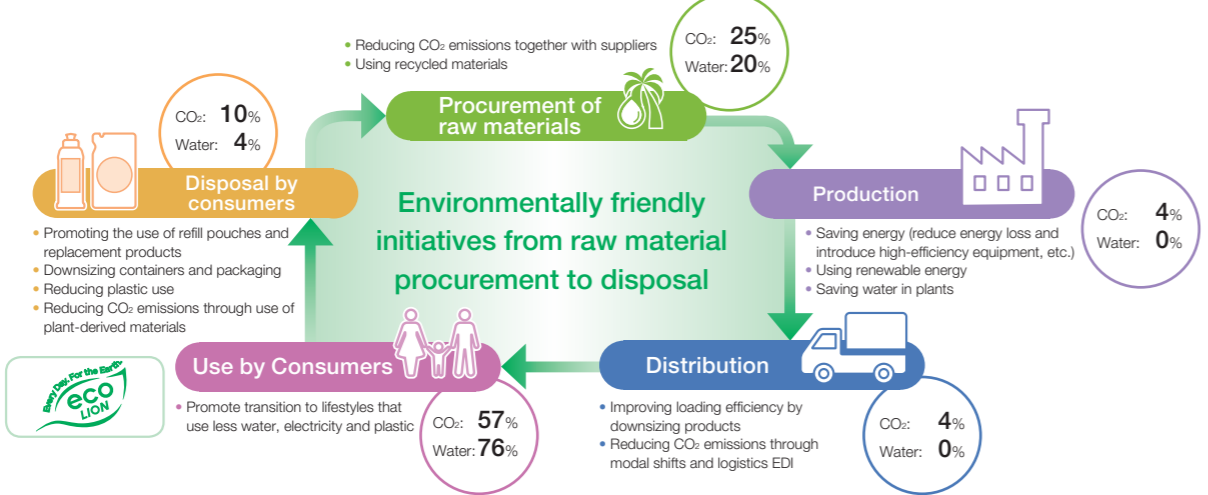 • Reducing CO₂ emissions together with suppliers
• Using recycled materials
CO₂: 25%
Water: 20%
Procurement of
raw materials
CO₂: 10%
Water: 4%
Disposal by
consumers
• Promoting the use of refill pouches and
replacement products
• Downsizing containers and packaging
• Reducing plastic use
• Reducing CO₂ emissions through use of
plant-derived materials
Environmentally friendly
initiatives from raw material
procurement to disposal
Production
CO₂: 4%
Water: 0%
• Saving energy (reduce energy loss and
introduce high-efficiency equipment, etc.)
• Using renewable energy
• Saving water in plants
Every Day, For the Earth.
eco
LION
Use by Consumers
• Promote transition to lifestyles that
use less water, electricity and plastic
CO₂: 57%
Water: 76%
Distribution
• Improving loading efficiency by
downsizing products
• Reducing CO₂ emissions through
modal shifts and logistics EDI
CO₂: 4%
Water: 0%